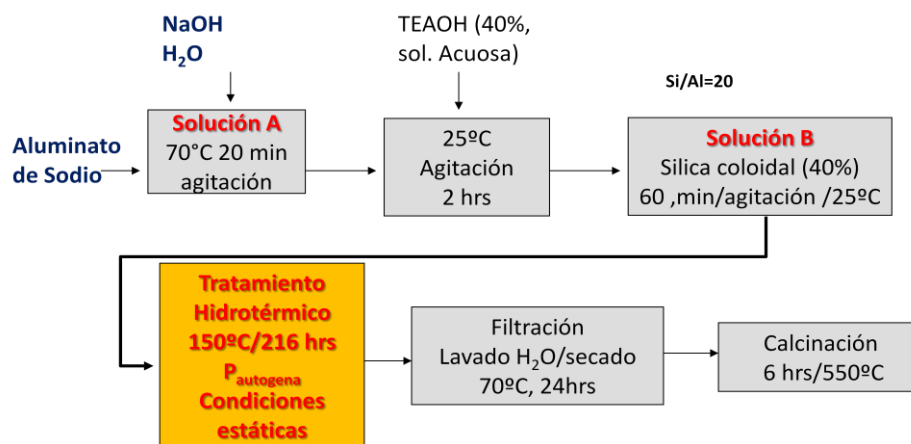 NaOH
H₂O
TEAOH (40%,
sol. Acuosa)
Si/Al=20
Aluminato
de Sodio
Solución A
70°C 20 min
agitación
25ºC
Agitación
2 hrs
Solución B
Silica coloidal (40%)
60 ,min/agitación /25ºC
Tratamiento
Hidrotérmico
150ºC/216 hrs
Pautogena
Condiciones
estáticas
Filtración
Lavado H₂O/secado
70ºC, 24hrs
Calcinación
6 hrs/550ºC